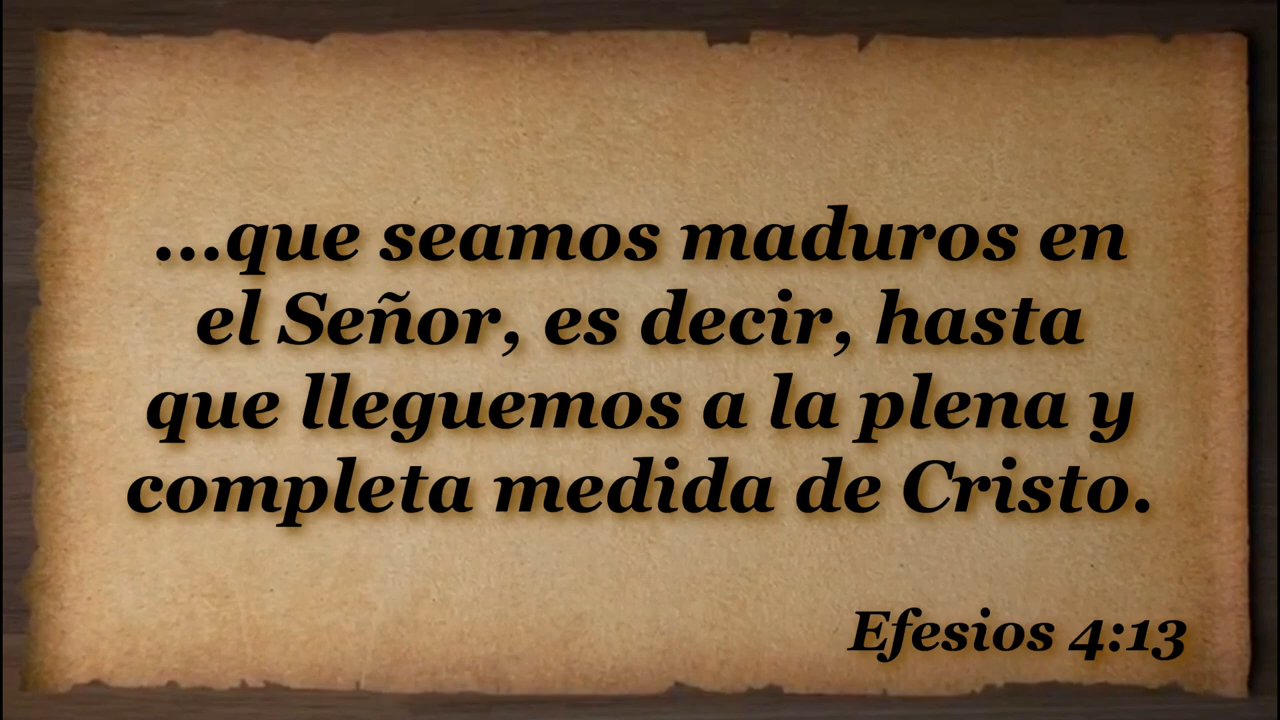 ...que seamos maduros en
el Señor, es decir, hasta
que lleguemos a la plena y
completa medida de Cristo.
Efesios 4:13